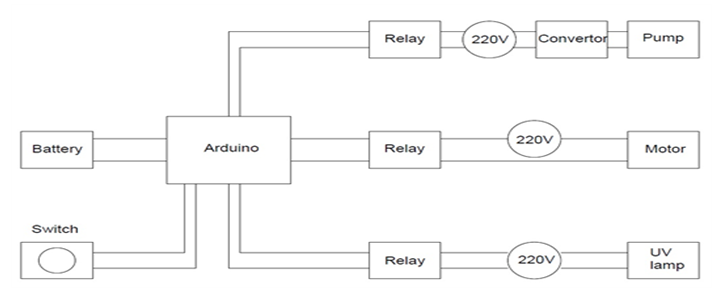 Relay
220V
Convertor
Pump
Battery
Arduino
Relay
220V
Motor
Switch
Relay
220V
UV
lamp